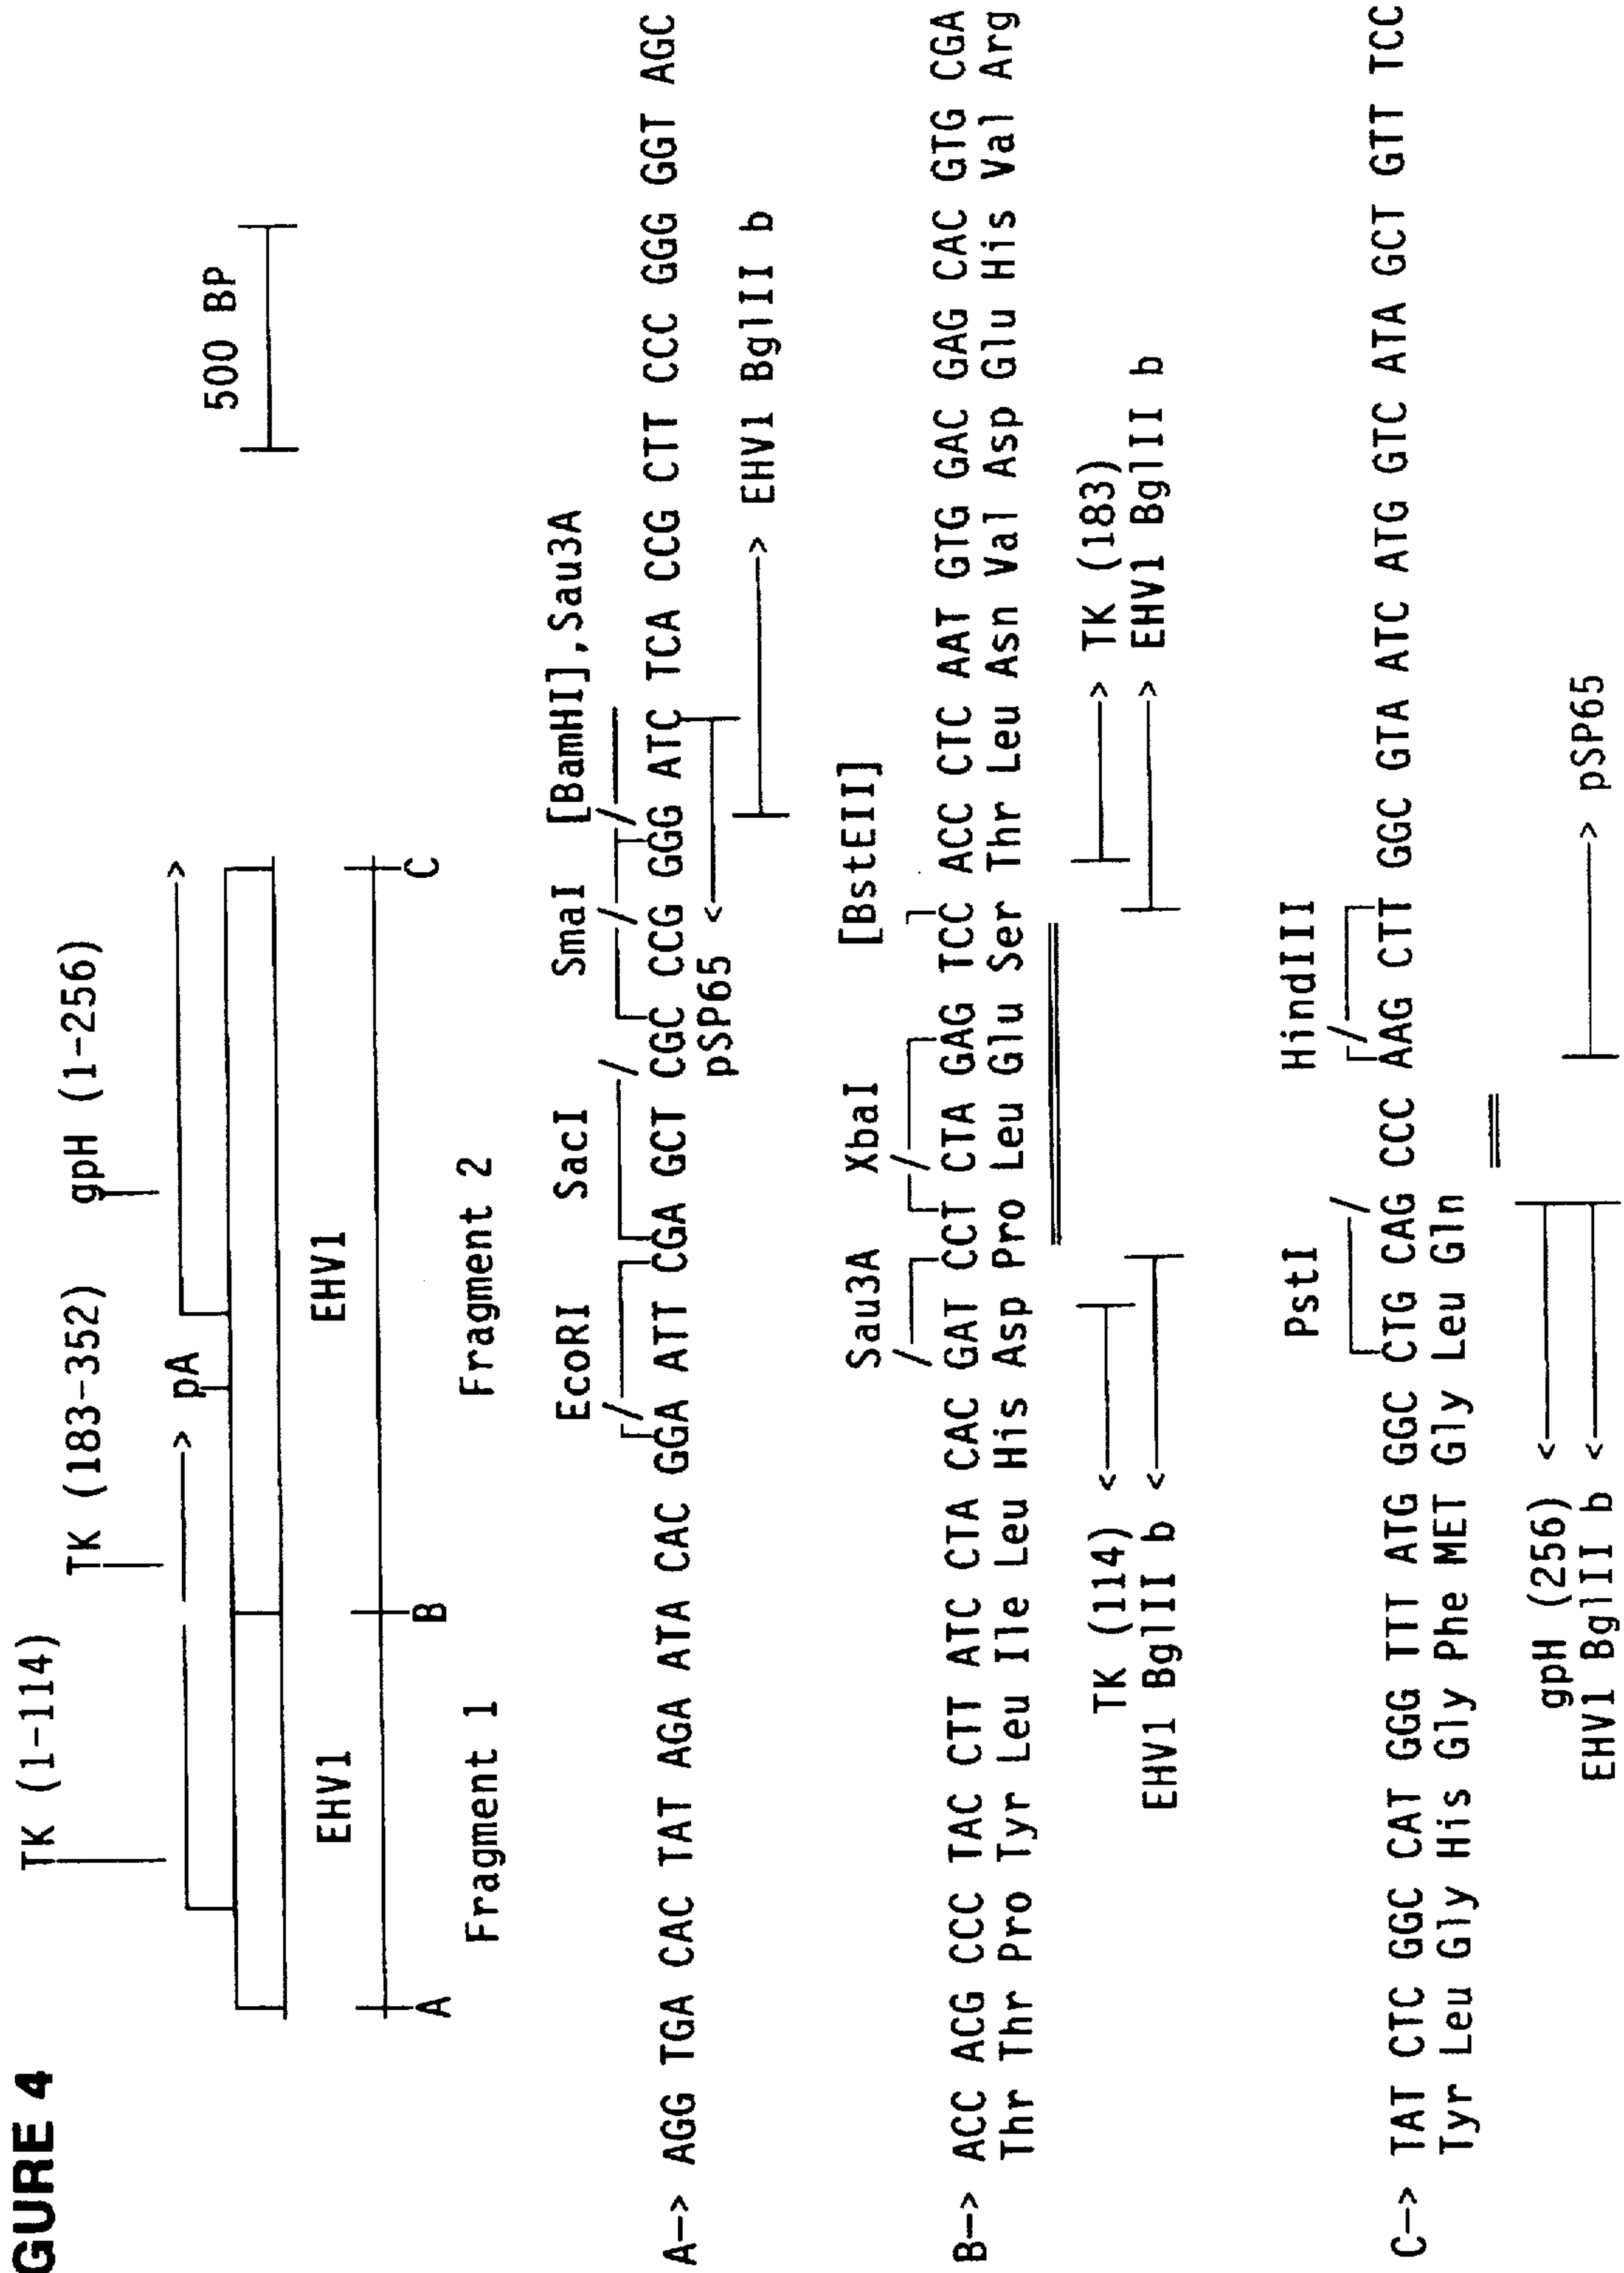 GURE 4
TK (1-114)
TK (183-352) gpH (1-256)
> pA >
EHV1 EHV1
500 BP
A B C
Fragment 1 Fragment 2
EcoRI SacI SmaI [BamHI],Sau3A
A—> AGG TGA CAC TAT AGA ATA CAC GGA ATT CGA GCT CGC CCG GGG ATC TCA CCG CTT CCC GGG GGT AGC
pSP65 <
> EHV1 BglII b
Sau3A XbaI [BstEII]
B—> ACC ACG CCC TAC CTT ATC CTA CAC GAT CCT CTA GAG TCC ACC CTC AAT GTG GAC GAG CAC GTG CGA
Thr Thr Pro Tyr Leu Ile Leu His Asp Pro Leu Glu Ser Thr Leu Asn Val Asp Glu His Val Arg
TK (114) < > TK (183)
EHV1 BglII b < > EHV1 BglII b
PstI HindIII
C—> TAT CTC GGC CAT GGG TTT ATG GGC CTG CAG CCC AAG CTT GGC GTA ATC ATG GTC ATA GCT GTT TCC
Tyr Leu Gly His Gly Phe MET Gly Leu Gln
gpH (256) <
EHV1 BglII b < > pSP65